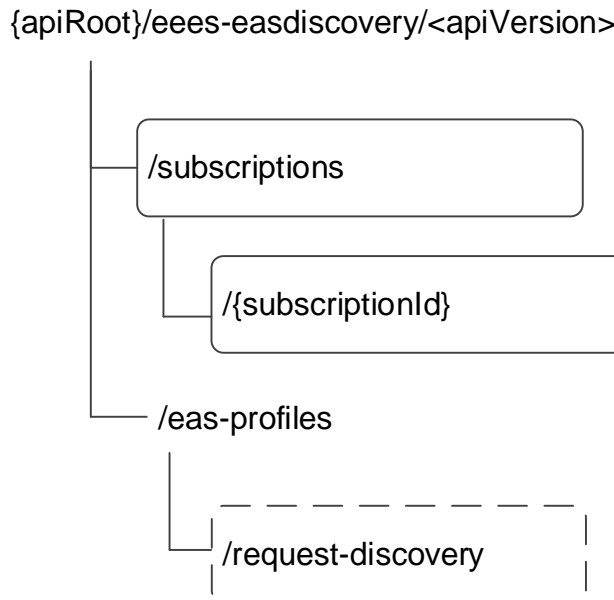 {apiRoot}/eees-easdiscovery/<apiVersion>
/subscriptions
/{subscriptionId}
/eas-profiles
/request-discovery